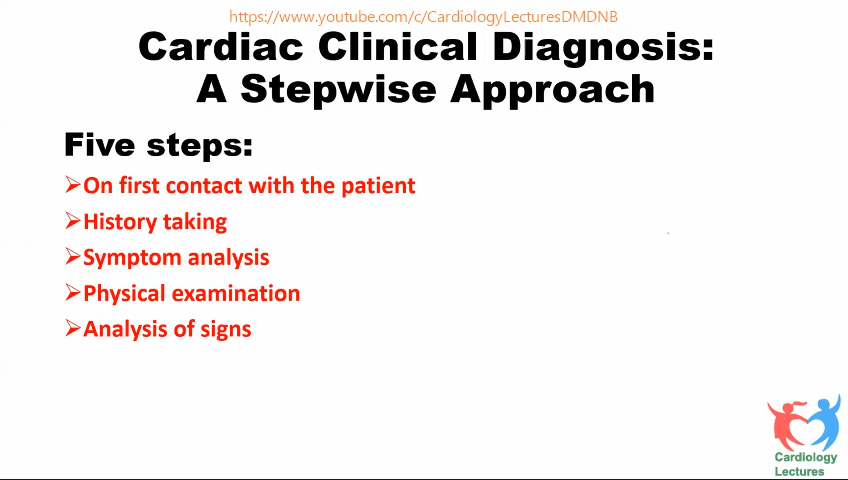 https://www.youtube.com/c/CardiologyLecturesDMDNB
Cardiac Clinical Diagnosis:
A Stepwise Approach
Five steps:
➢On first contact with the patient
➢History taking
➢Symptom analysis
➢Physical examination
➢Analysis of signs
Cardiology
Lectures